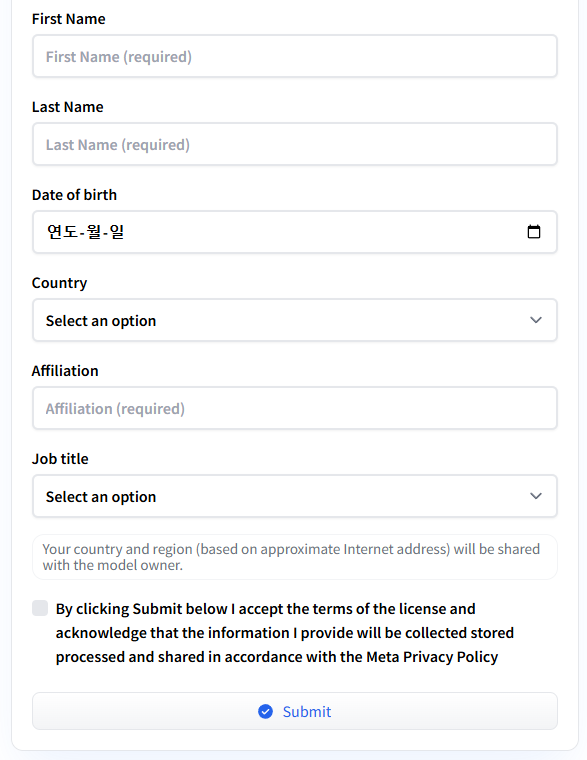 First Name
First Name (required)
Last Name
Last Name (required)
Date of birth
연도-월-일
Country
Select an option
Affiliation
Affiliation (required)
Job title
Select an option
Your country and region (based on approximate Internet address) will be shared
with the model owner.
By clicking Submit below I accept the terms of the license and
acknowledge that the information I provide will be collected stored
processed and shared in accordance with the Meta Privacy Policy
Submit